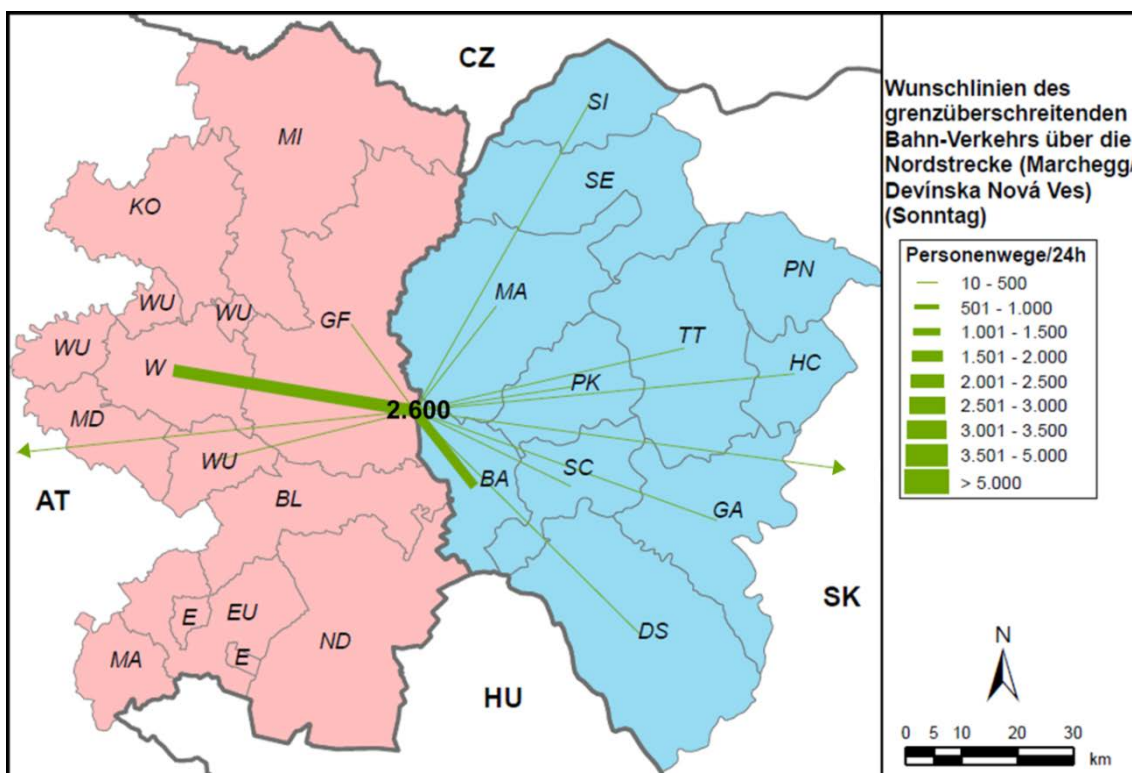 CZ
Wunschlinien des
grenzüberschreitenden
Bahn-Verkehrs über die
Nordstrecke (Marchegg/
Devínska Nová Ves)
(Sonntag)
Personenwege/24h
10 - 500
501 - 1.000
1.001 - 1.500
1.501 - 2.000
2.001 - 2.500
2.501 - 3.000
3.001 - 3.500
3.501 - 5.000
> 5.000
SI
MI
SE
KO
PN
MA
WU
WU
GF
TT
WU
W
HC
PK
2.600
MD
WU
BA
SC
AT
BL
GA
SK
E
EU
DS
ND
E
MA
HU
N
0 5 10 20 30
km